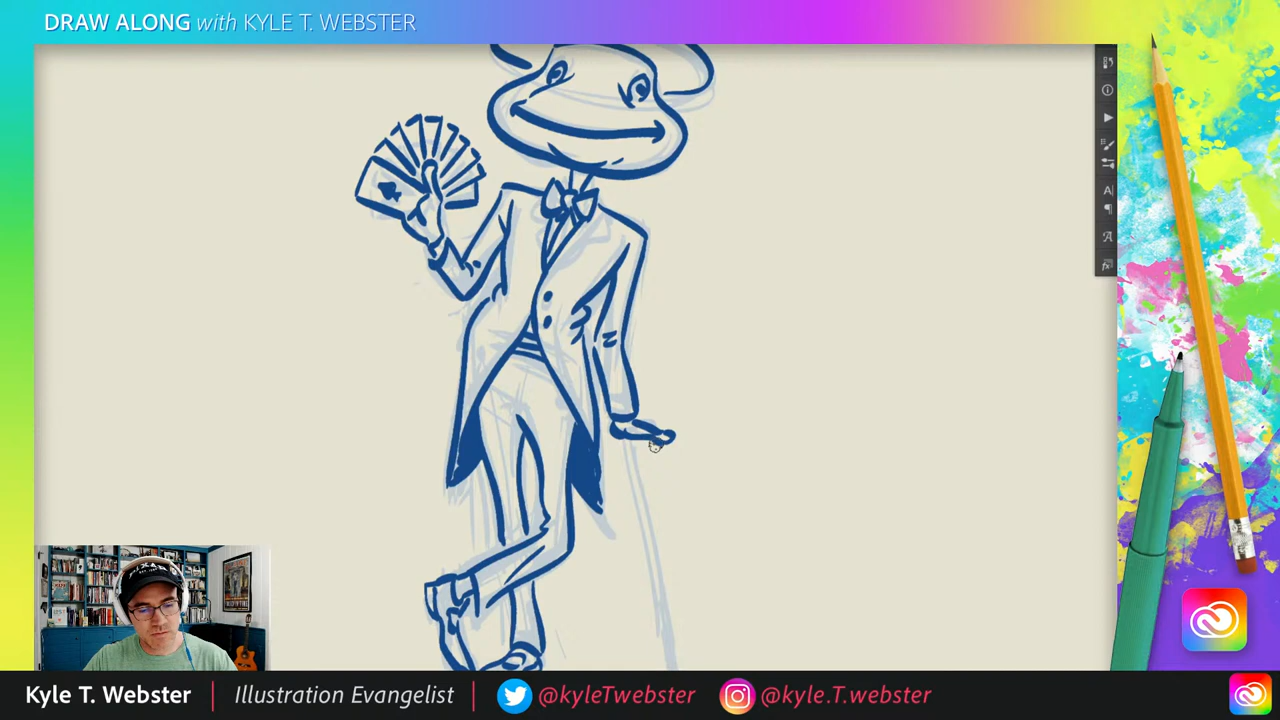 DRAW ALONG with KYLE T. WEBSTER
Kyle T. Webster | Illustration Evangelist @kyleTwebster @kyle.T.webster